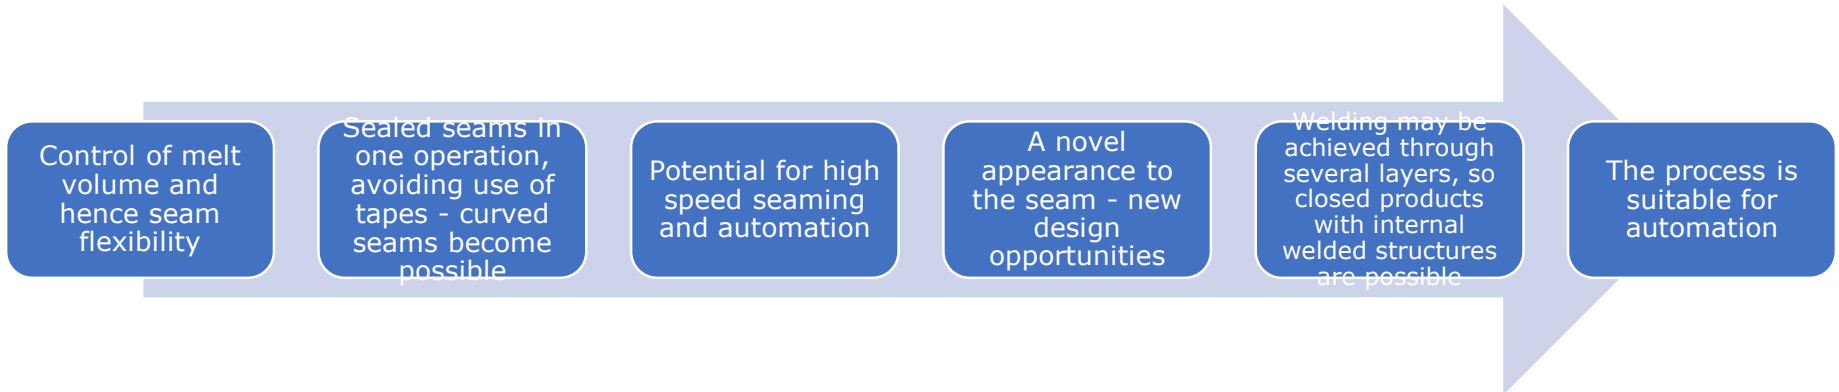 Control of melt
volume and
hence seam
flexibility
Sealed seams in
one operation,
avoiding use of
tapes - curved
seams become
possible
Potential for high
speed seaming
and automation
A novel
appearance to
the seam - new
design
opportunities
Welding may be
achieved through
several layers, so
closed products
with internal
welded structures
are possible
The process is
suitable for
automation